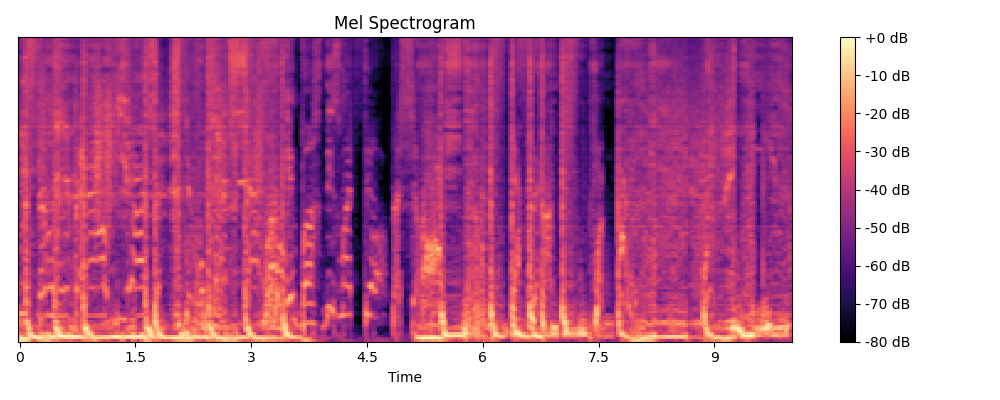 Mel Spectrogram
+0 dB
-10 dB
-20 dB
-30 dB
-40 dB
-50 dB
-60 dB
-70 dB
-80 dB
0 1.5 3 4.5 6 7.5 9
Time